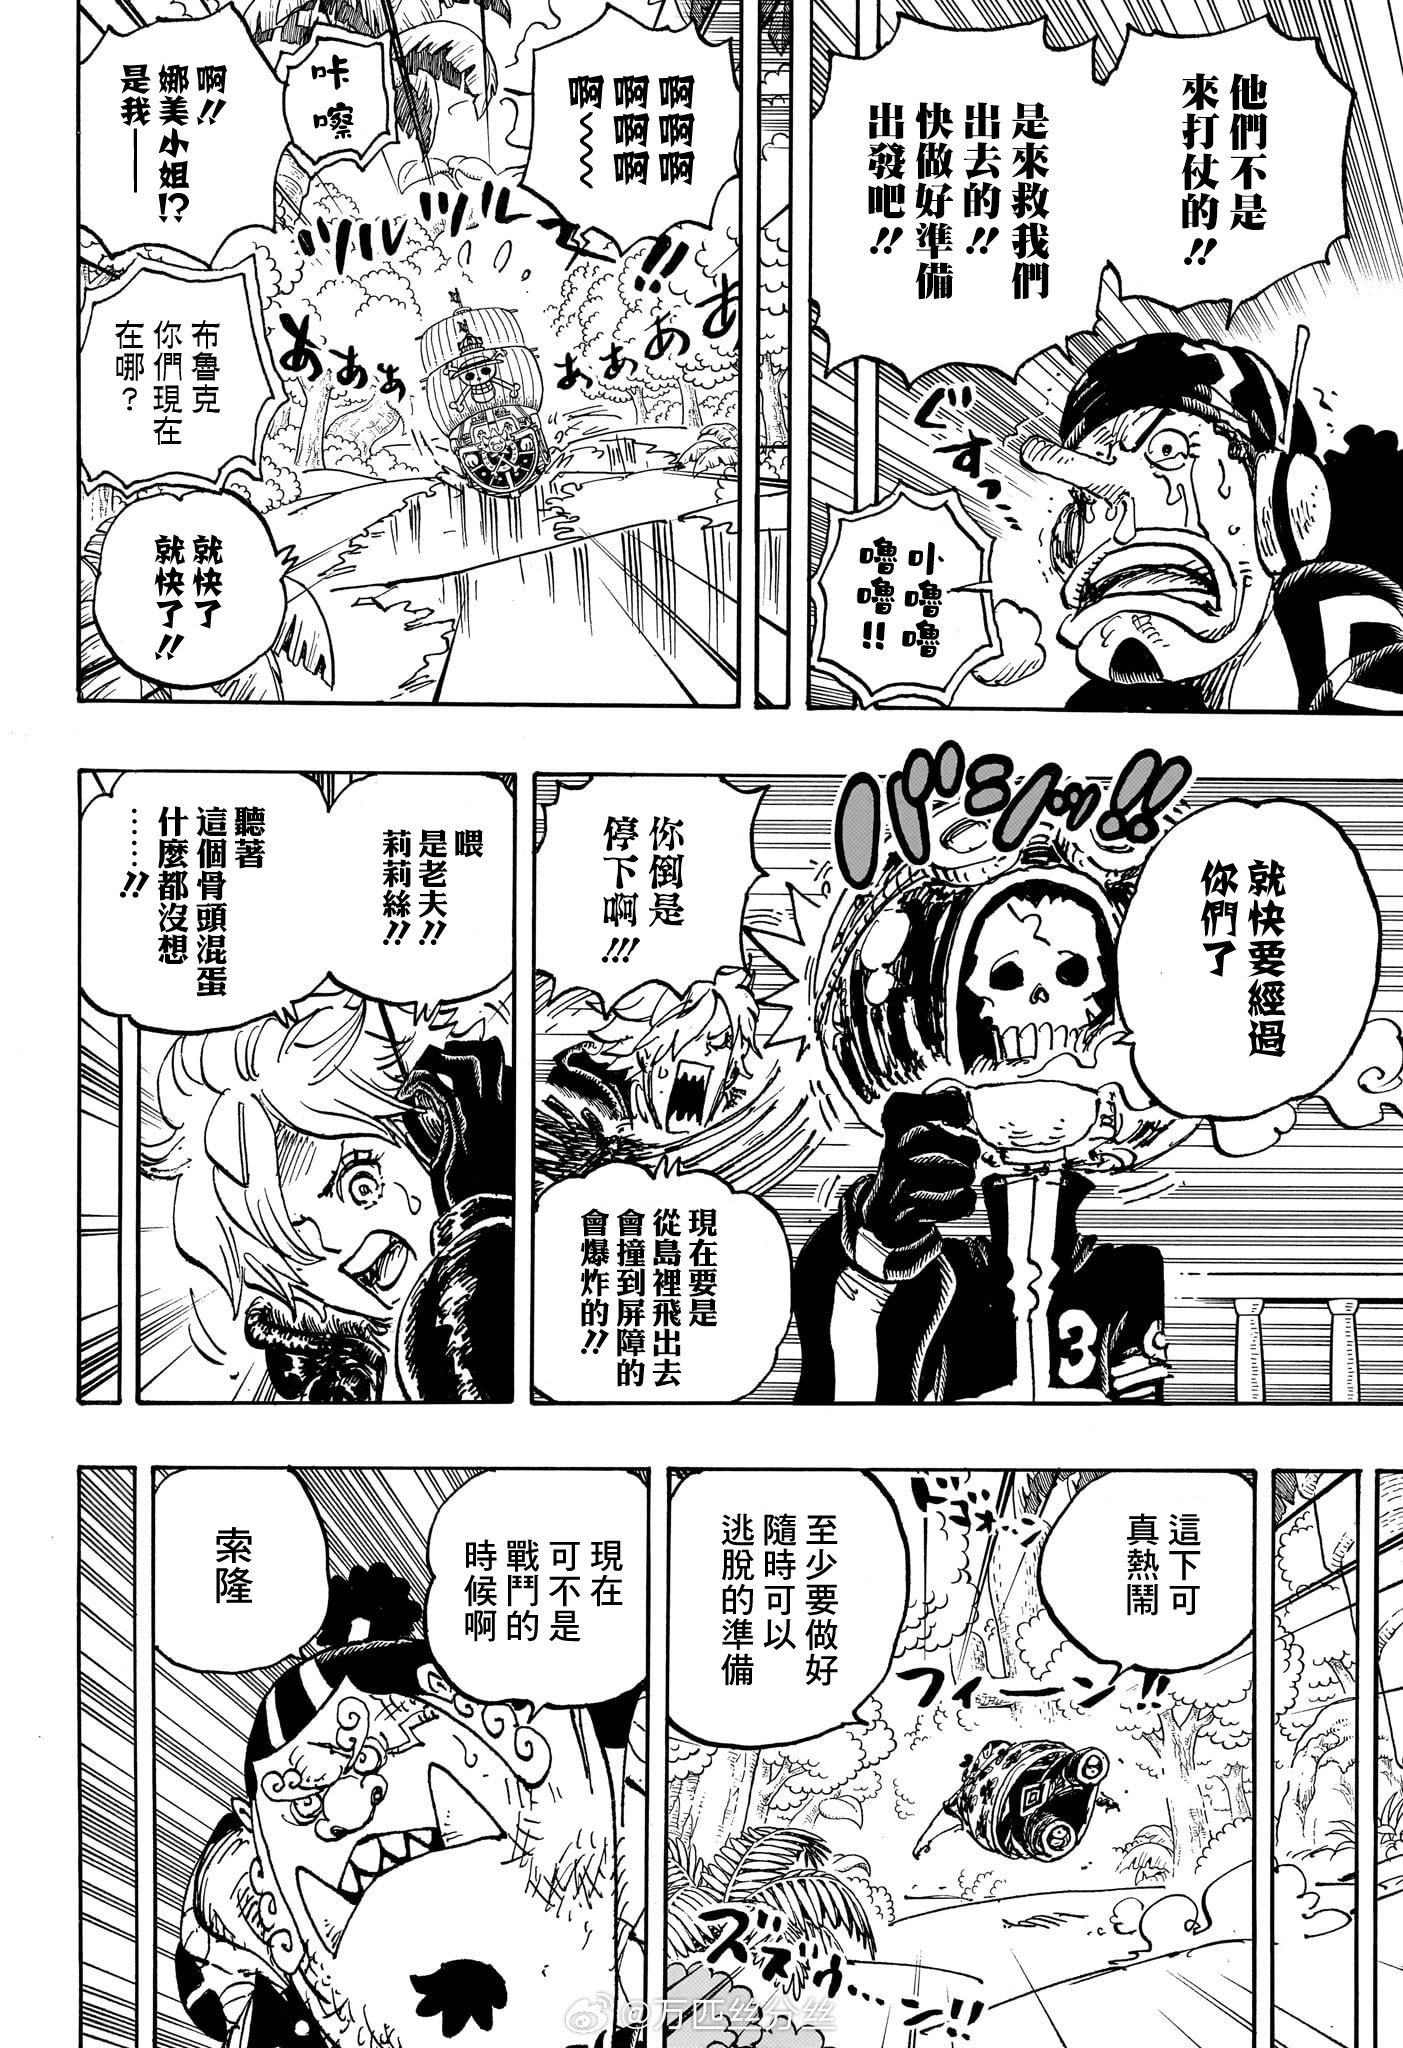 他們不是
來打仗的!!
是來救我們
出去的!!
快做好準備
出發吧!!
ぐすっ
卟嚕嚕
嚕嚕!!
啊啊啊
啊啊啊
啊～～
咔嚓
啊!!
娜美小姐!?
是我——
ツルツル
ツルー
!!
あああ
あああぁ
布魯克
你們現在
在哪?
就快了
就快了!!
就快要經過
你們了
バシャッ!!
你倒是
停下啊!!!
現在要是
從島裡飛出去
會撞到屏障的
會爆炸的!!
3
喂
是老夫!!
莉莉絲!!
聽著
這個骨頭混蛋
什麼都沒想
……!!
這下可
真熱鬧
ドゴォ…ン…
フィーン!!
至少要做好
隨時可以
逃脫的準備
ズズゥ…ン!!
現在
可不是
戰鬥的
時候啊
索隆
@万匹丝分丝